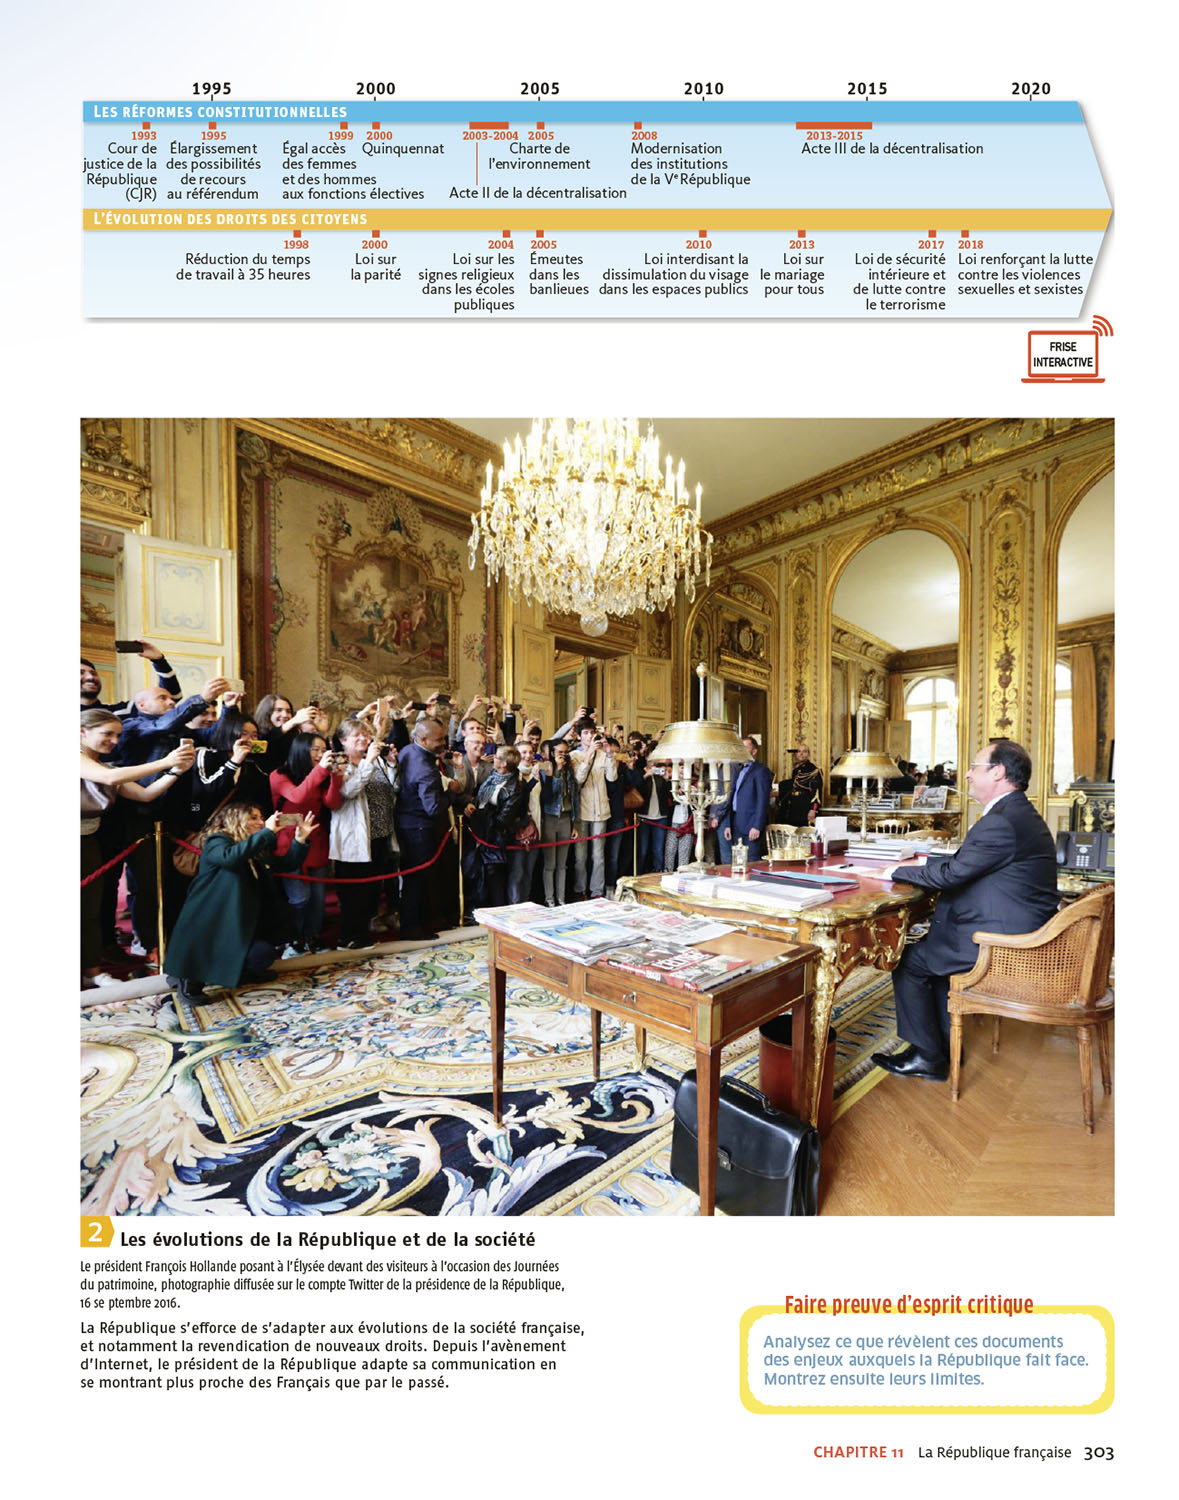 1995 2000 2005 2010 2015 2020
LES RÉFORMES CONSTITUTIONNELLES
1993
Cour de
justice de la
République
(CJR)
1995
Élargissement
des possibilités
de recours
au référendum
1999
Égal accès
des femmes
et des hommes
aux fonctions électives
2000
Quinquennat
2003-2004
Acte II de la décentralisation
2005
Charte de
l'environnement
2008
Modernisation
des institutions
de la Ve République
2013-2015
Acte III de la décentralisation
L'ÉVOLUTION DES DROITS DES CITOYENS
1998
Réduction du temps
de travail à 35 heures
2000
Loi sur
la parité
2004
Loi sur les
signes religieux
dans les écoles
publiques
2005
Émeutes
dans les
banlieues
2010
Loi interdisant la
dissimulation du visage
dans les espaces publics
2013
Loi sur
le mariage
pour tous
2017
Loi de sécurité
intérieure et
de lutte contre
le terrorisme
2018
Loi renforçant la lutte
contre les violences
sexuelles et sexistes
FRISE
INTERACTIVE
2 Les évolutions de la République et de la société
Le président François Hollande posant à l'Élysée devant des visiteurs à l'occasion des Journées
du patrimoine, photographie diffusée sur le compte Twitter de la présidence de la République,
16 se ptembre 2016.
La République s'efforce de s'adapter aux évolutions de la société française,
et notamment la revendication de nouveaux droits. Depuis l'avènement
d'Internet, le président de la République adapte sa communication en
se montrant plus proche des Français que par le passé.
Faire preuve d'esprit critique
Analysez ce que révèlent ces documents
des enjeux auxquels la République fait face.
Montrez ensuite leurs limites.
CHAPITRE 11 La République française 303